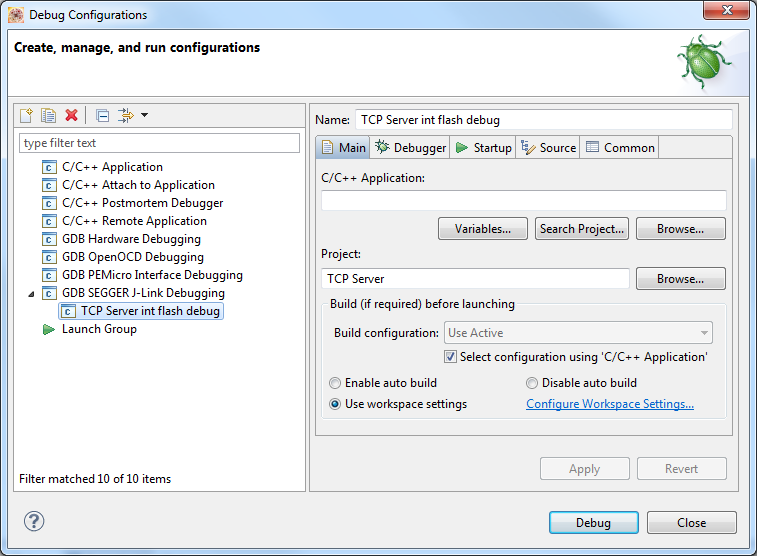 Debug Configurations
Create, manage, and run configurations
type filter text
C/C++ Application
C/C++ Attach to Application
C/C++ Postmortem Debugger
C/C++ Remote Application
GDB Hardware Debugging
GDB OpenOCD Debugging
GDB PEMicro Interface Debugging
GDB SEGGER J-Link Debugging
TCP Server int flash debug
Launch Group
Filter matched 10 of 10 items
Name: TCP Server int flash debug
Main Debugger Startup Source Common
C/C++ Application:
Variables... Search Project... Browse...
Project:
TCP Server Browse...
Build (if required) before launching
Build configuration: Use Active
Select configuration using 'C/C++ Application'
Enable auto build Disable auto build
Use workspace settings Configure Workspace Settings...
Apply Revert
? Debug Close